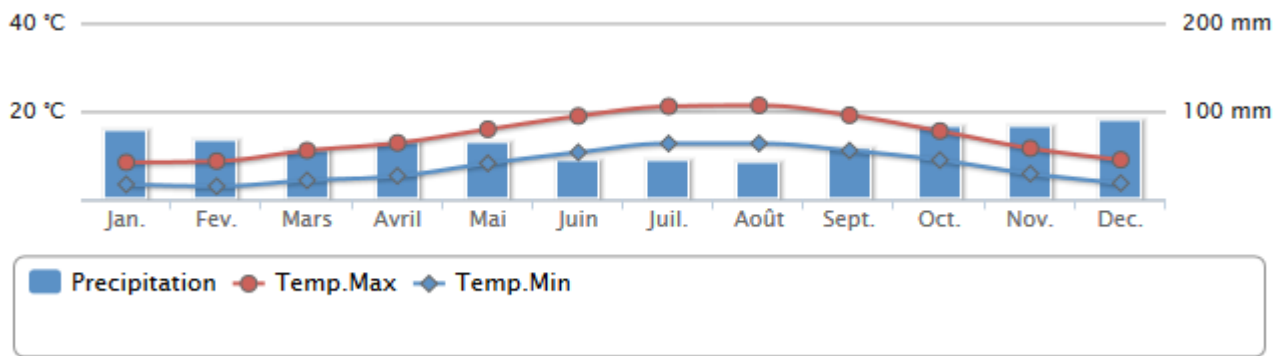 40 °C 200 mm
20 °C 100 mm
Jan. Fev. Mars Avril Mai Juin Juil. Août Sept. Oct. Nov. Dec.
Precipitation Temp.Max Temp.Min